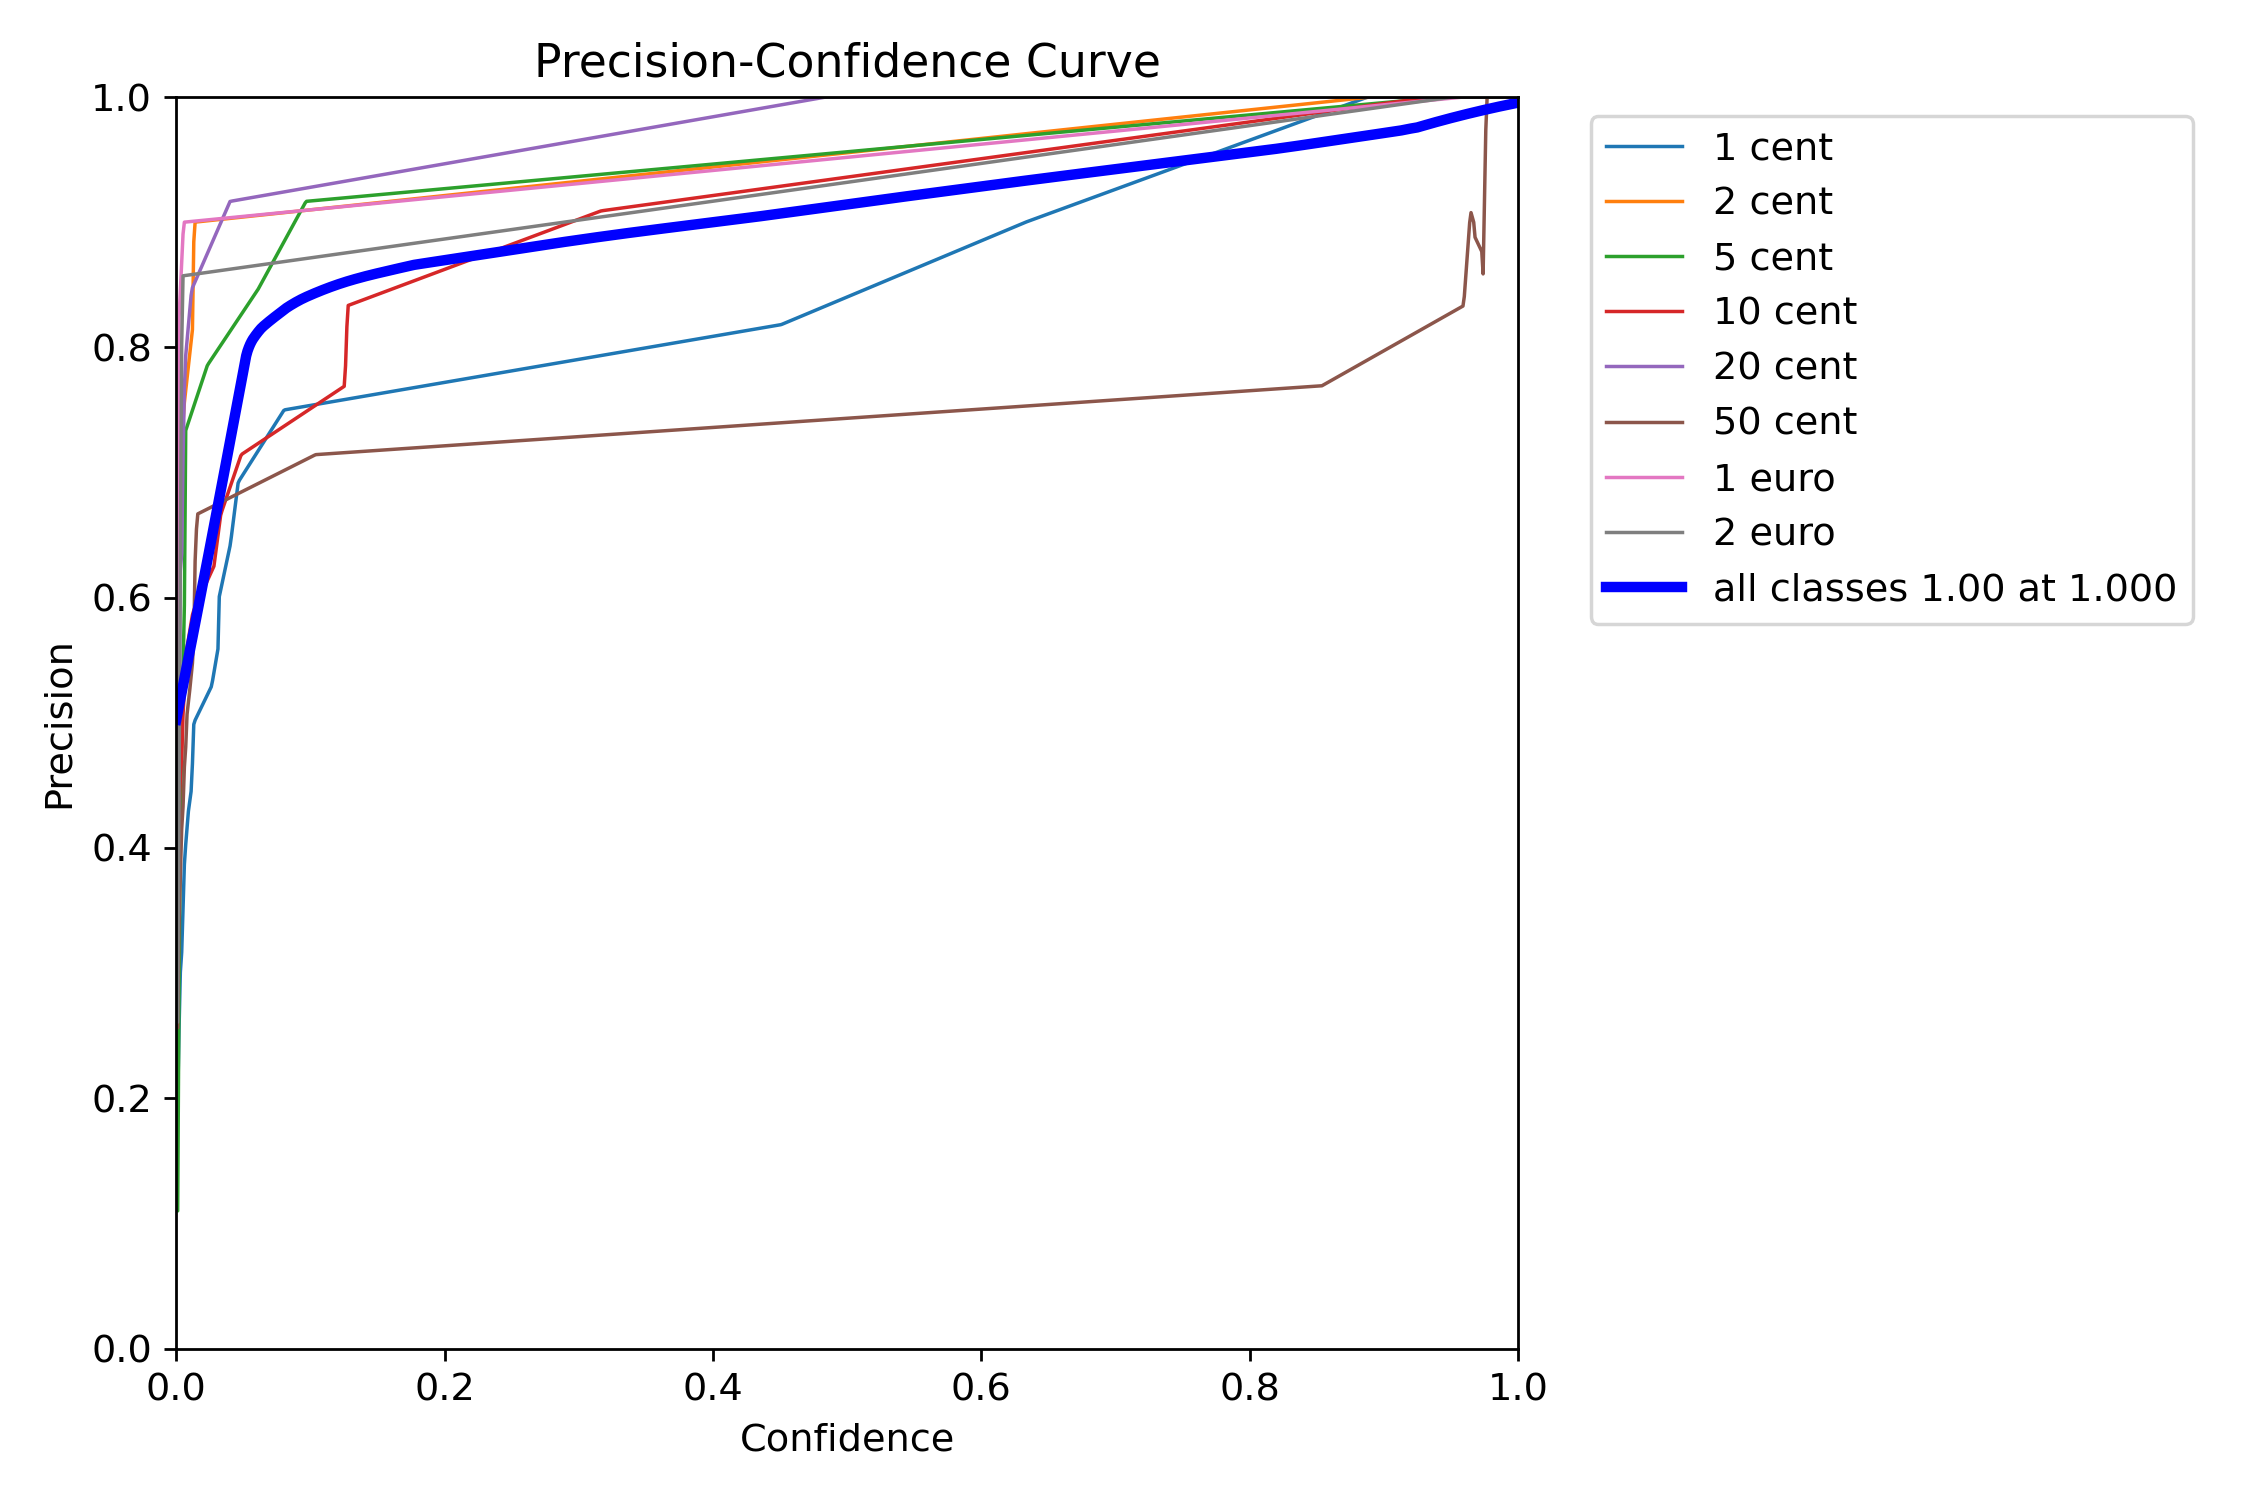 Precision-Confidence Curve
1.0
0.8
0.6
0.4
0.2
0.0
Precision
0.0 0.2 0.4 0.6 0.8 1.0
Confidence
1 cent
2 cent
5 cent
10 cent
20 cent
50 cent
1 euro
2 euro
all classes 1.00 at 1.000